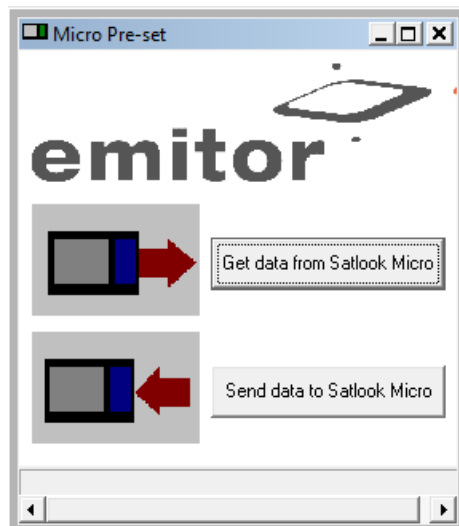 Micro Pre-set
emitor
Get data from Satlook Micro
Send data to Satlook Micro